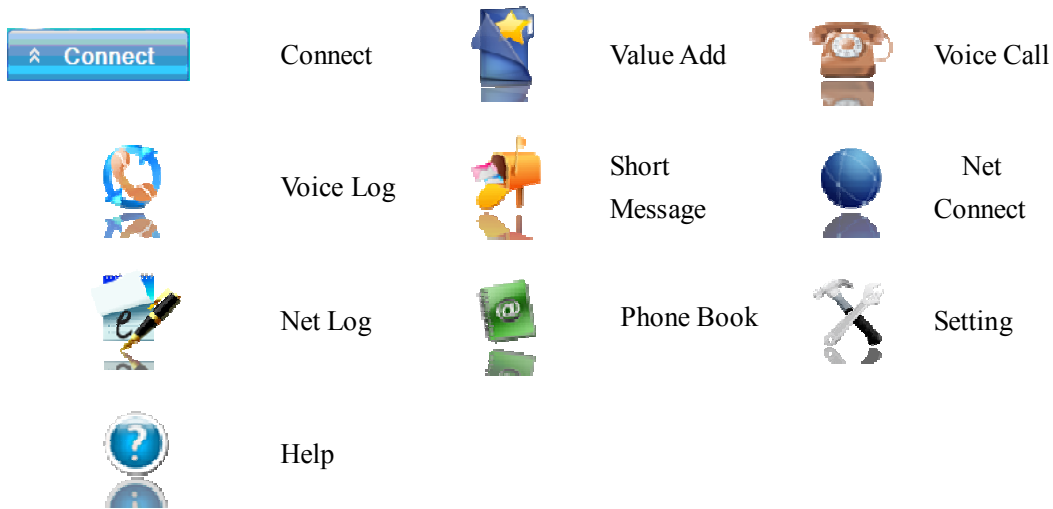 Connect
Connect
Value Add
Voice Call
Voice Log
Short
Message
Net
Connect
e
Net Log
@
Phone Book
Setting
?
Help